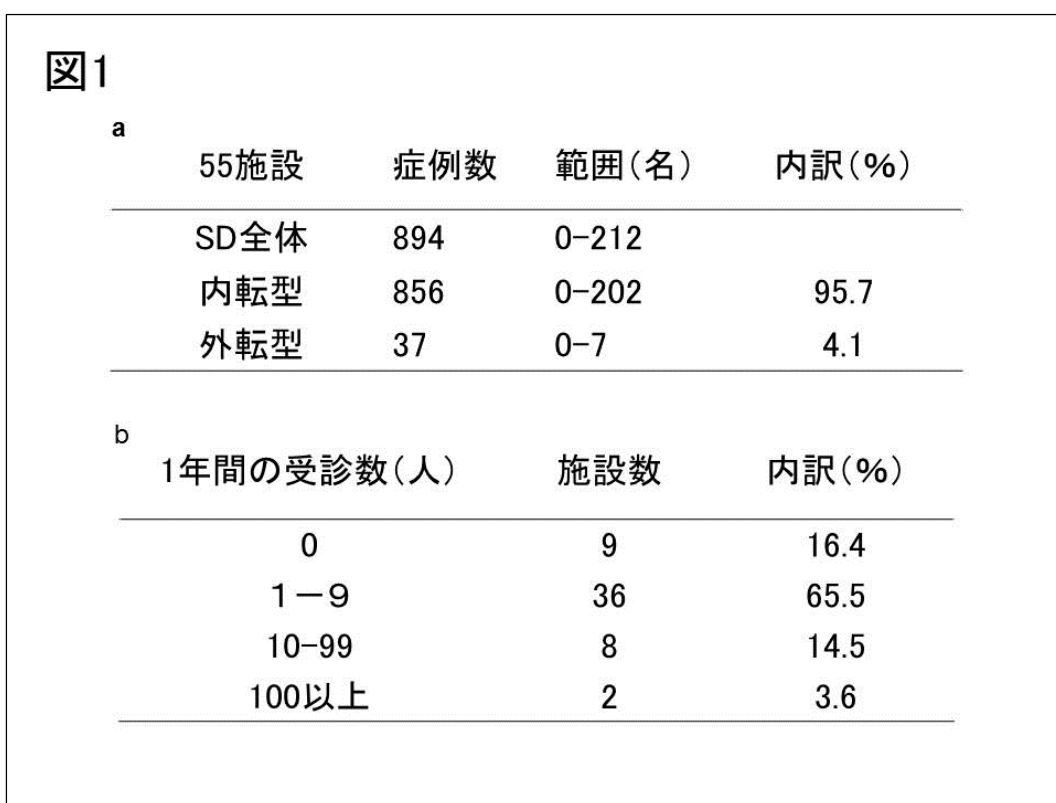 図1
a
55施設 症例数 範囲(名) 内訳(%)
SD全体 894 0-212
内転型 856 0-202 95.7
外転型 37 0-7 4.1
b
1年間の受診数(人) 施設数 内訳(%)
0 9 16.4
１－９ 36 65.5
10-99 8 14.5
100以上 2 3.6